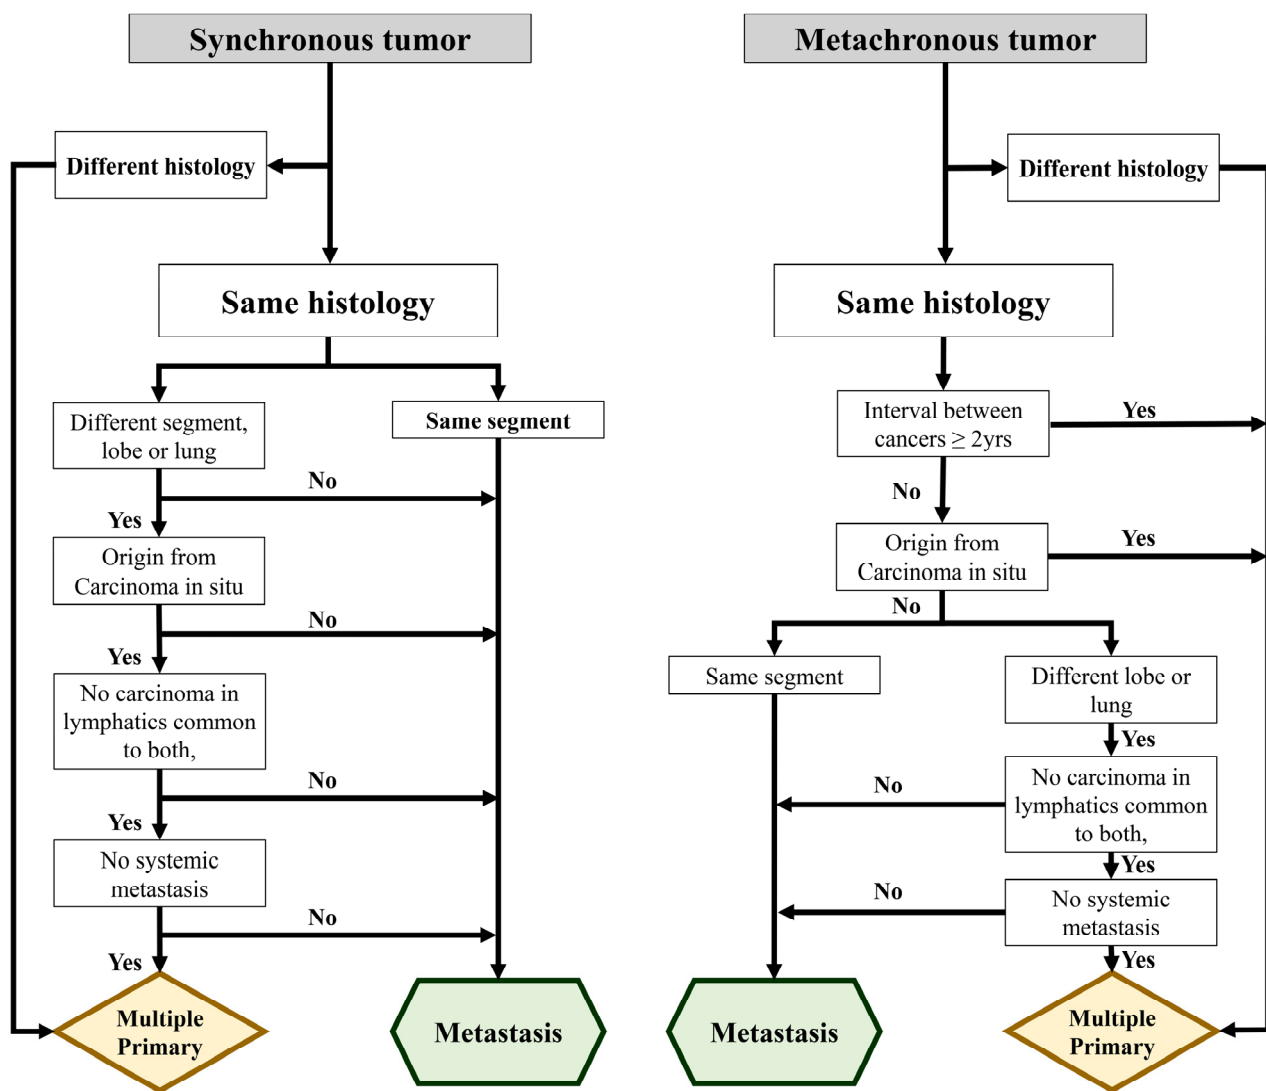 Synchronous tumor
Different histology
Same histology
Different segment,
lobe or lung
Same segment
No
Yes
Origin from
Carcinoma in situ
No
Yes
No carcinoma in
lymphatics common
to both,
No
Yes
No systemic
metastasis
No
Yes
Multiple
Primary
Metastasis
Metachronous tumor
Different histology
Same histology
Interval between
cancers ≥ 2yrs
Yes
No
Origin from
Carcinoma in situ
Yes
No
Same segment
Different lobe or
lung
Yes
No carcinoma in
lymphatics common
to both,
No
Yes
No systemic
metastasis
No
Yes
Metastasis
Multiple
Primary